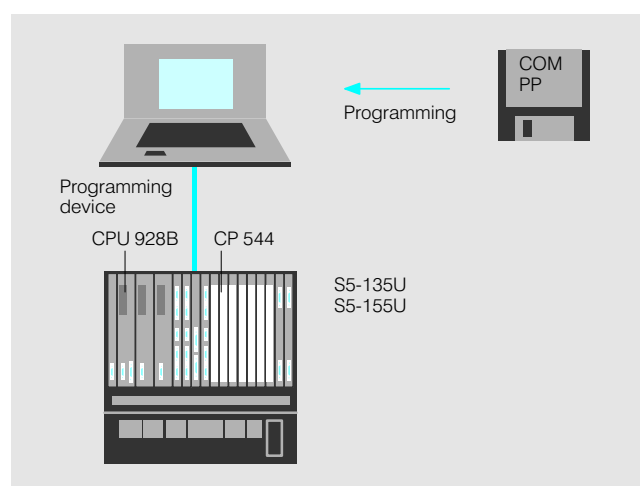 COM
PP
Programming
Programming
device
CPU 928B
CP 544
S5-135U
S5-155U